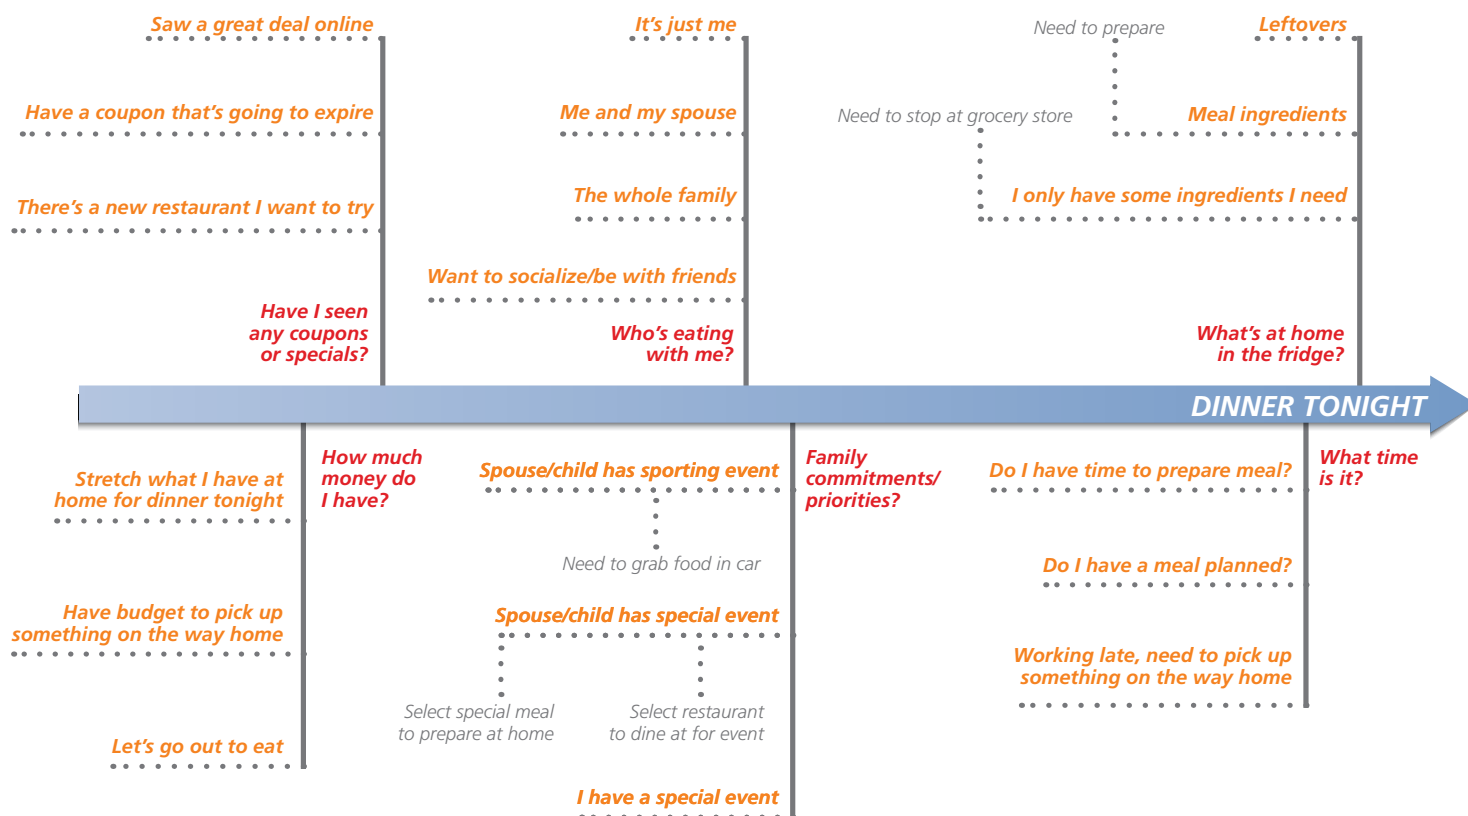 Saw a great deal online
Have a coupon that's going to expire
There's a new restaurant I want to try
Have I seen
any coupons
or specials?
It's just me
Me and my spouse
The whole family
Want to socialize/be with friends
Who's eating
with me?
Need to prepare
Leftovers
Need to stop at grocery store
Meal ingredients
I only have some ingredients I need
What's at home
in the fridge?
DINNER TONIGHT
How much
money do
I have?
Stretch what I have at
home for dinner tonight
Have budget to pick up
something on the way home
Let's go out to eat
Family
commitments/
priorities?
Spouse/child has sporting event
Need to grab food in car
Spouse/child has special event
Select special meal
to prepare at home
Select restaurant
to dine at for event
I have a special event
What time
is it?
Do I have time to prepare meal?
Do I have a meal planned?
Working late, need to pick up
something on the way home